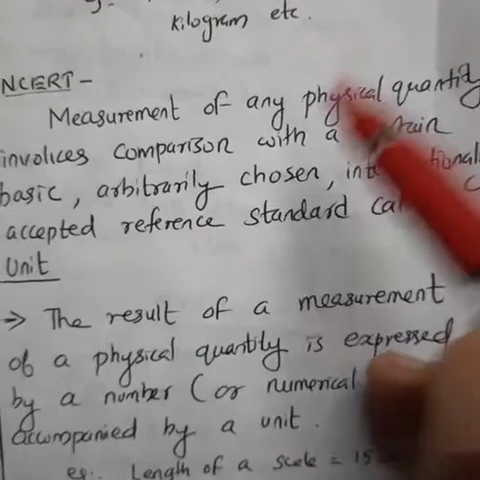 kilogram etc.
NCERT -
Measurement of any physical quantity
involves comparison with a
basic, arbitrarily chosen,
accepted reference standard
Unit
→ The result of a measurement
of a physical quantity is expressed
by a number (or numerical
accompanied by a unit.
eg:. Length of a scale = 15